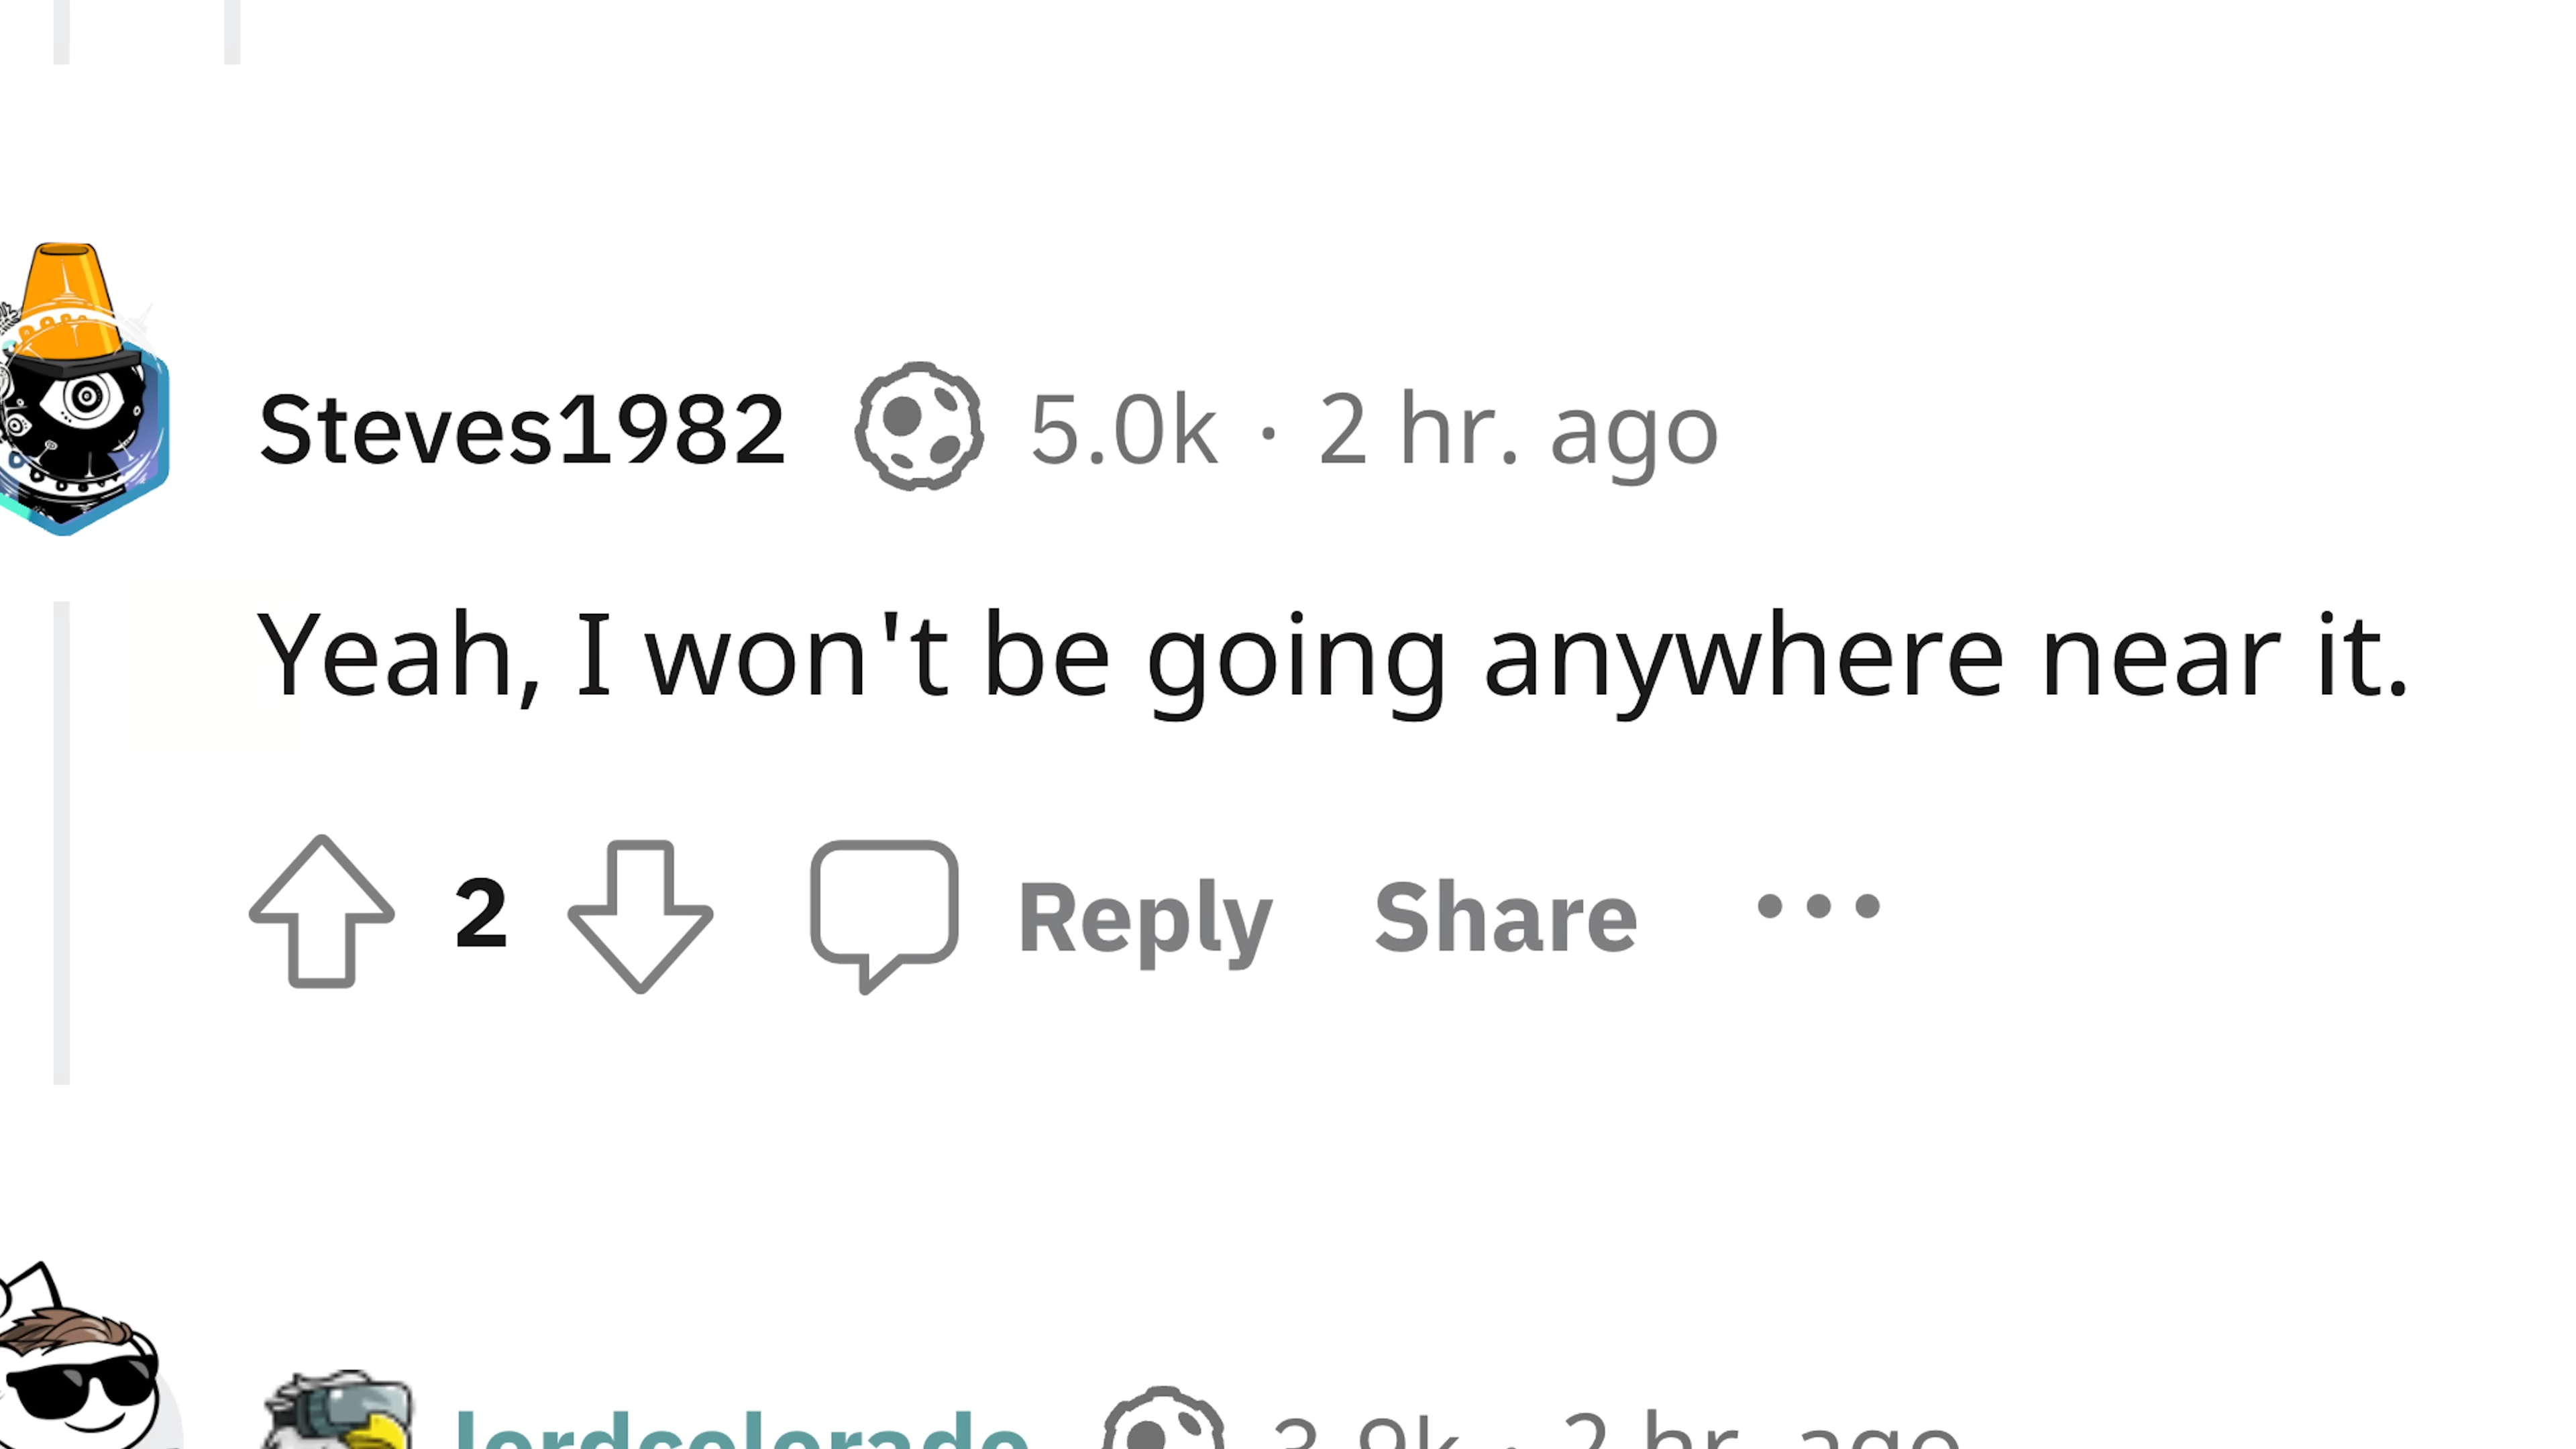 Steves1982 5.0k · 2 hr. ago
Yeah, I won't be going anywhere near it.
2 Reply Share
lordcolorado 3.9k · 2 hr. ago